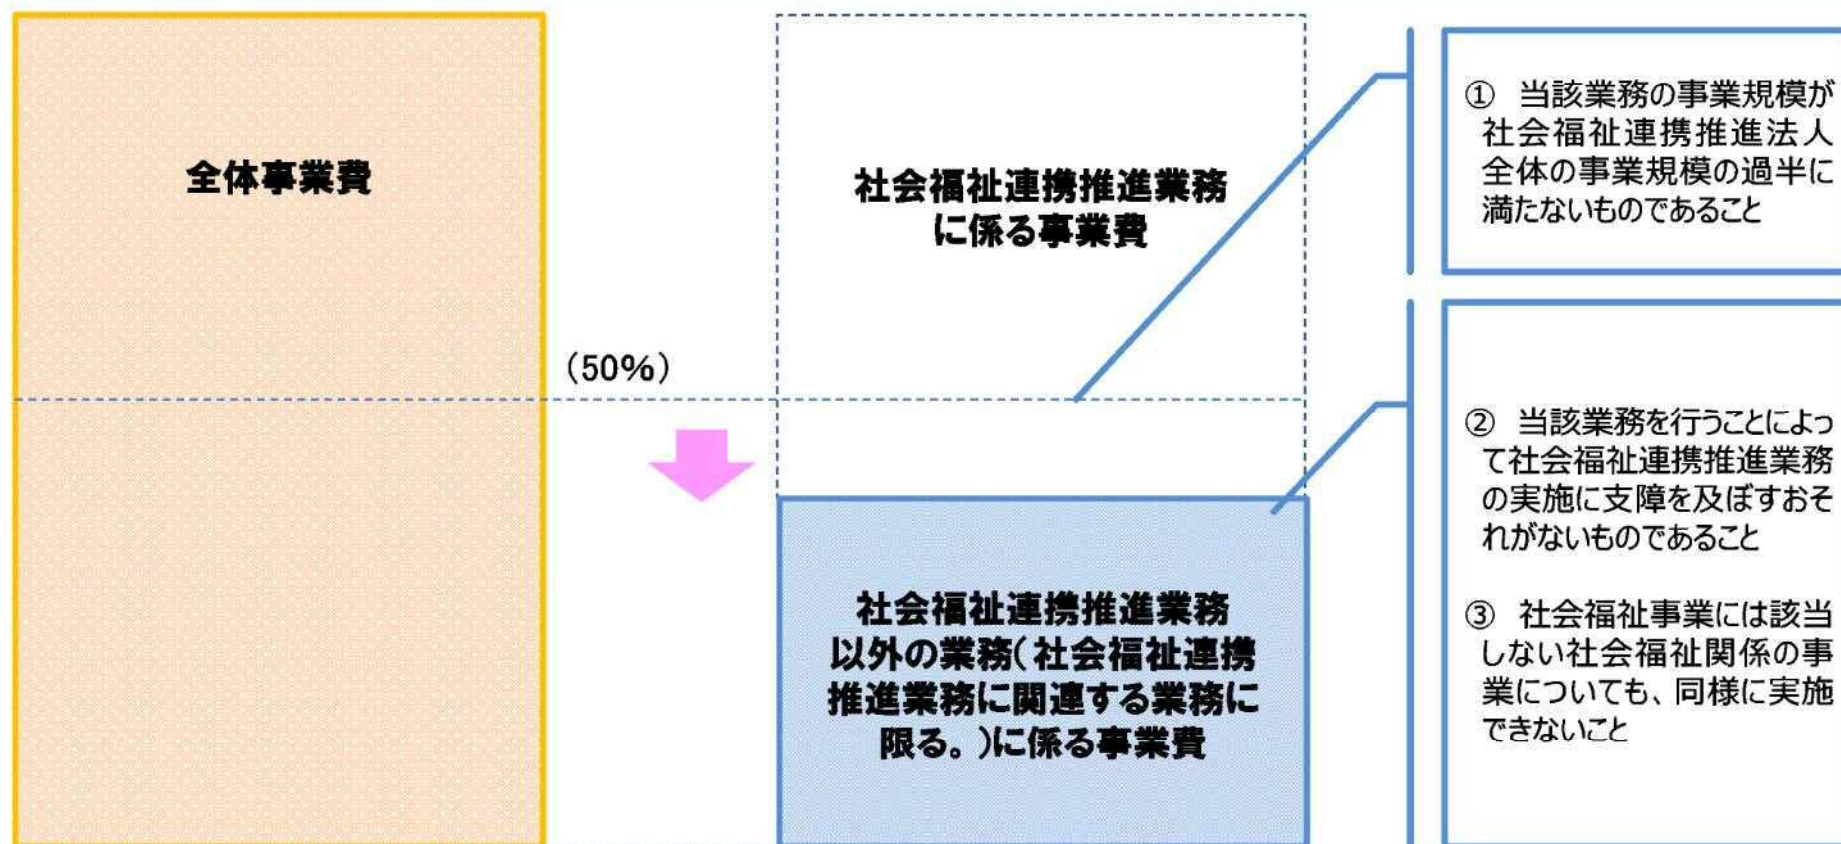 全体事業費
(50%)
社会福祉連携推進業務
に係る事業費
社会福祉連携推進業務
以外の業務(社会福祉連携
推進業務に関連する業務に
限る。)に係る事業費
① 当該業務の事業規模が
社会福祉連携推進法人
全体の事業規模の過半に
満たないものであること
② 当該業務を行うことによっ
て社会福祉連携推進業務
の実施に支障を及ぼすおそ
れがないものであること
③ 社会福祉事業には該当
しない社会福祉関係の事
業についても、同様に実施
できないこと